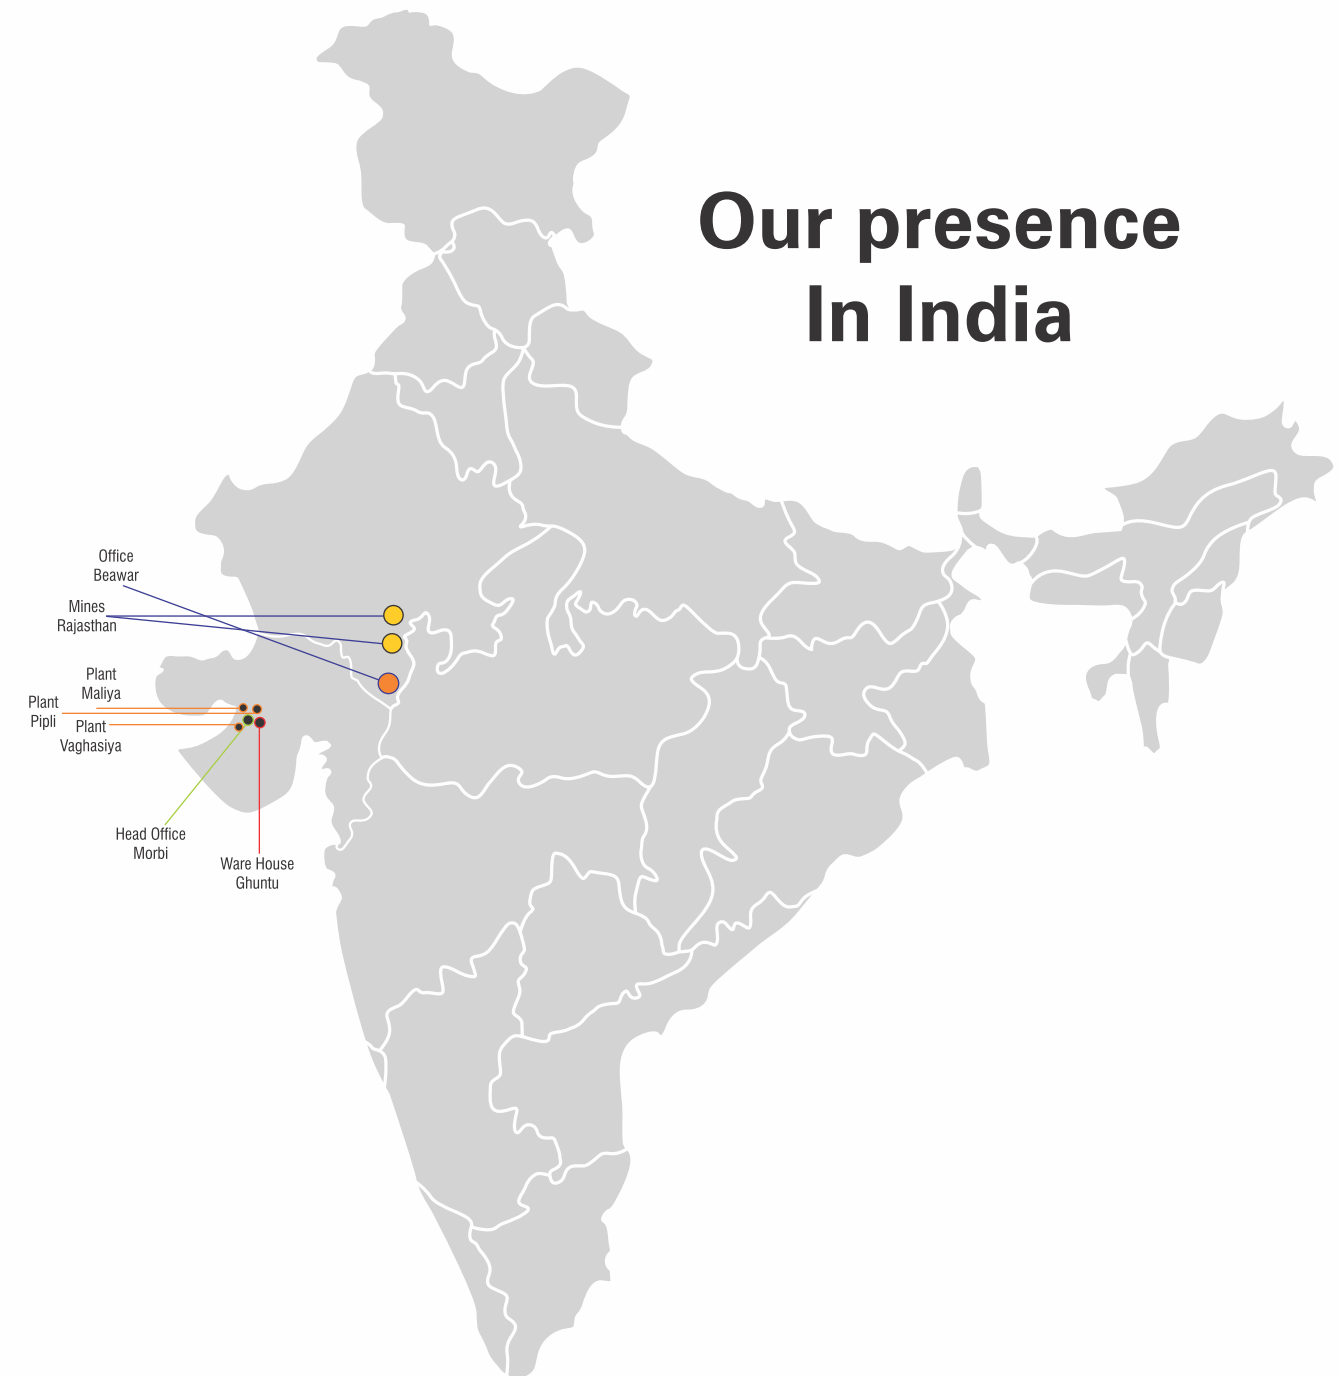 Our presence
In India
Office
Beawar
Mines
Rajasthan
Plant
Maliya
Plant
Pipli
Plant
Vaghasiya
Head Office
Morbi
Ware House
Ghuntu